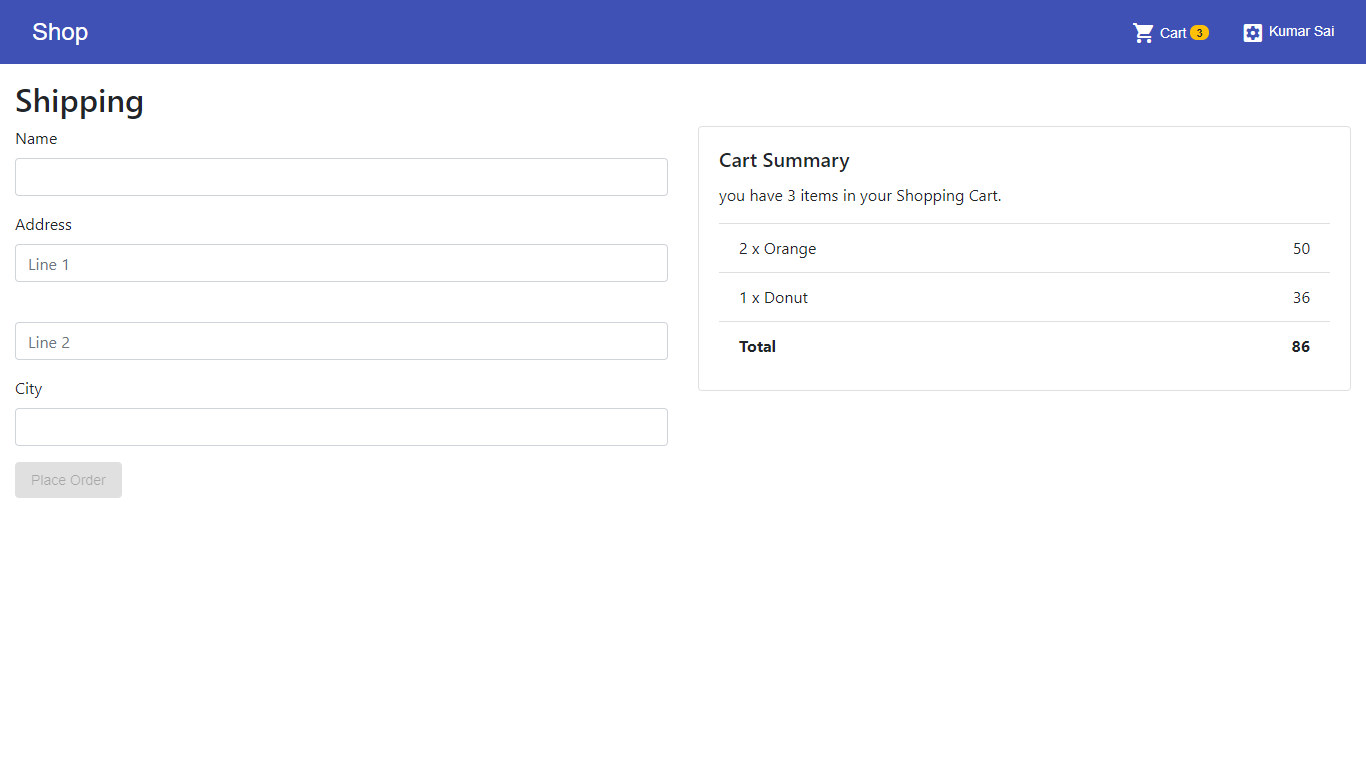 Shop
Cart 3
Kumar Sai
Shipping
Name
Address
Line 1
Line 2
City
Place Order
Cart Summary
you have 3 items in your Shopping Cart.
2 x Orange 50
1 x Donut 36
Total 86